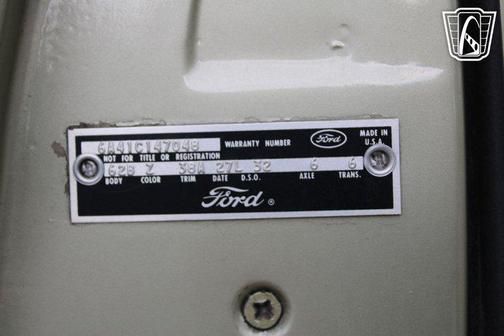 6A41C147048 WARRANTY NUMBER Ford MADE IN U.S.A.
NOT FOR TITLE OR REGISTRATION
62B Z 38A 27L 32 6 6
BODY COLOR TRIM DATE D.S.O. AXLE TRANS.
Ford ®